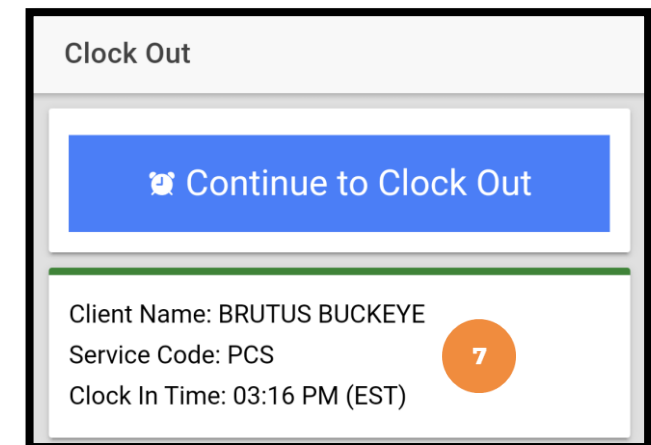 Clock Out
Continue to Clock Out
Client Name: BRUTUS BUCKEYE
Service Code: PCS
7
Clock In Time: 03:16 PM (EST)